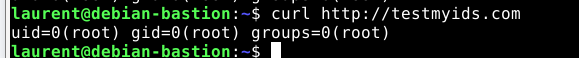 laurent@debian-bastion:~$ curl http://testmyids.com
uid=0(root) gid=0(root) groups=0(root)
laurent@debian-bastion:~$